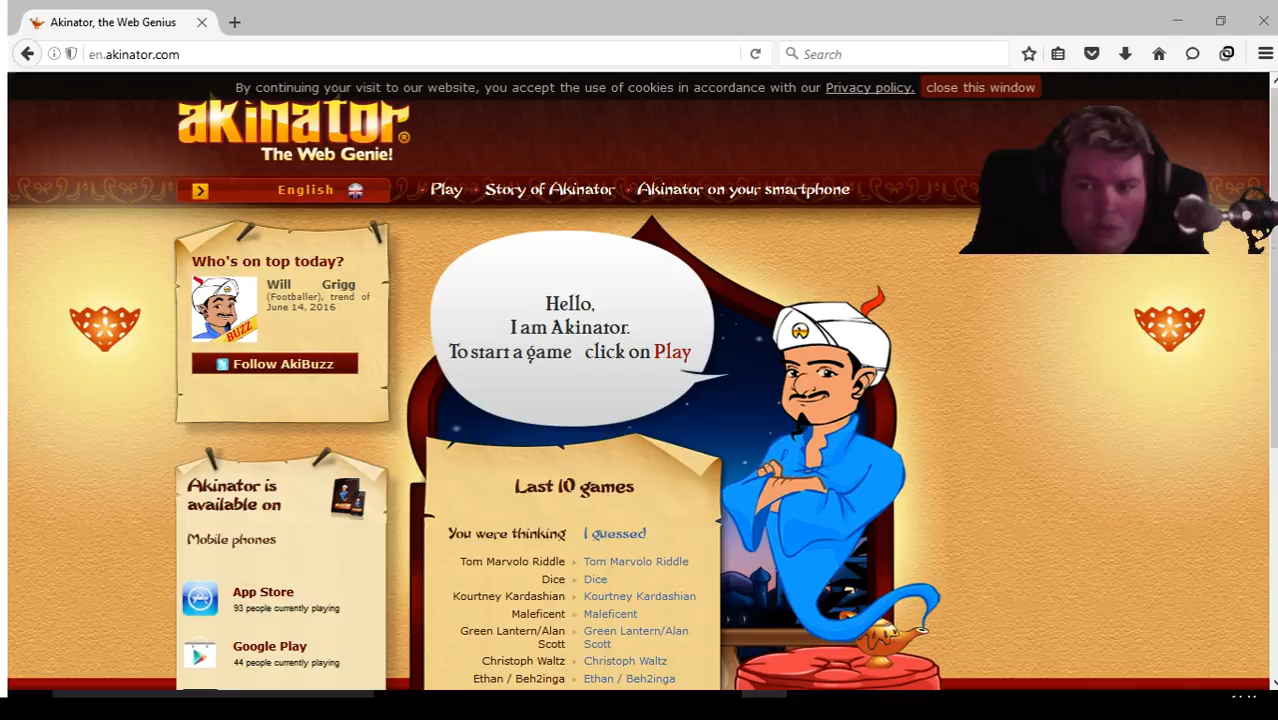 Akinator, the Web Genius
en.akinator.com
Search
By continuing your visit to our website, you accept the use of cookies in accordance with our Privacy policy. close this window
akinator®
The Web Genie!
English
Play · Story of Akinator · Akinator on your smartphone
Who's on top today?
Will Grigg
(Footballer), trend of
June 14, 2016
BUZZ
Follow AkiBuzz
Hello,
I am Akinator.
To start a game click on Play
Akinator is
available on
Mobile phones
App Store
93 people currently playing
Google Play
44 people currently playing
Last 10 games
You were thinking I guessed
Tom Marvolo Riddle Tom Marvolo Riddle
Dice Dice
Kourtney Kardashian Kourtney Kardashian
Maleficent Maleficent
Green Lantern/Alan Green Lantern/Alan
Scott Scott
Christoph Waltz Christoph Waltz
Ethan / Beh2inga Ethan / Beh2inga